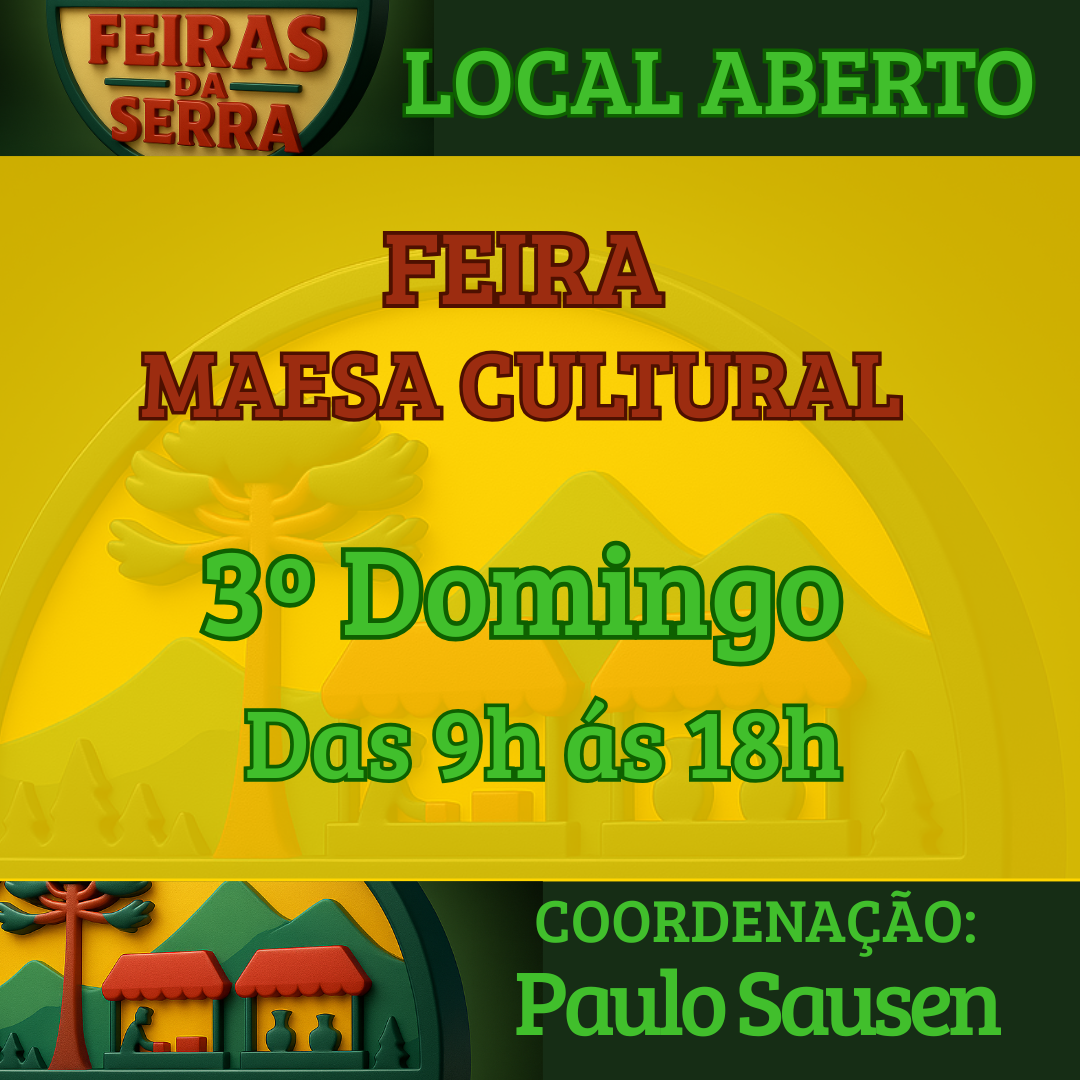 FEIRAS
DA
SERRA
LOCAL ABERTO
FEIRA
MAESA CULTURAL
3º Domingo
Das 9h ás 18h
COORDENAÇÃO:
Paulo Sausen